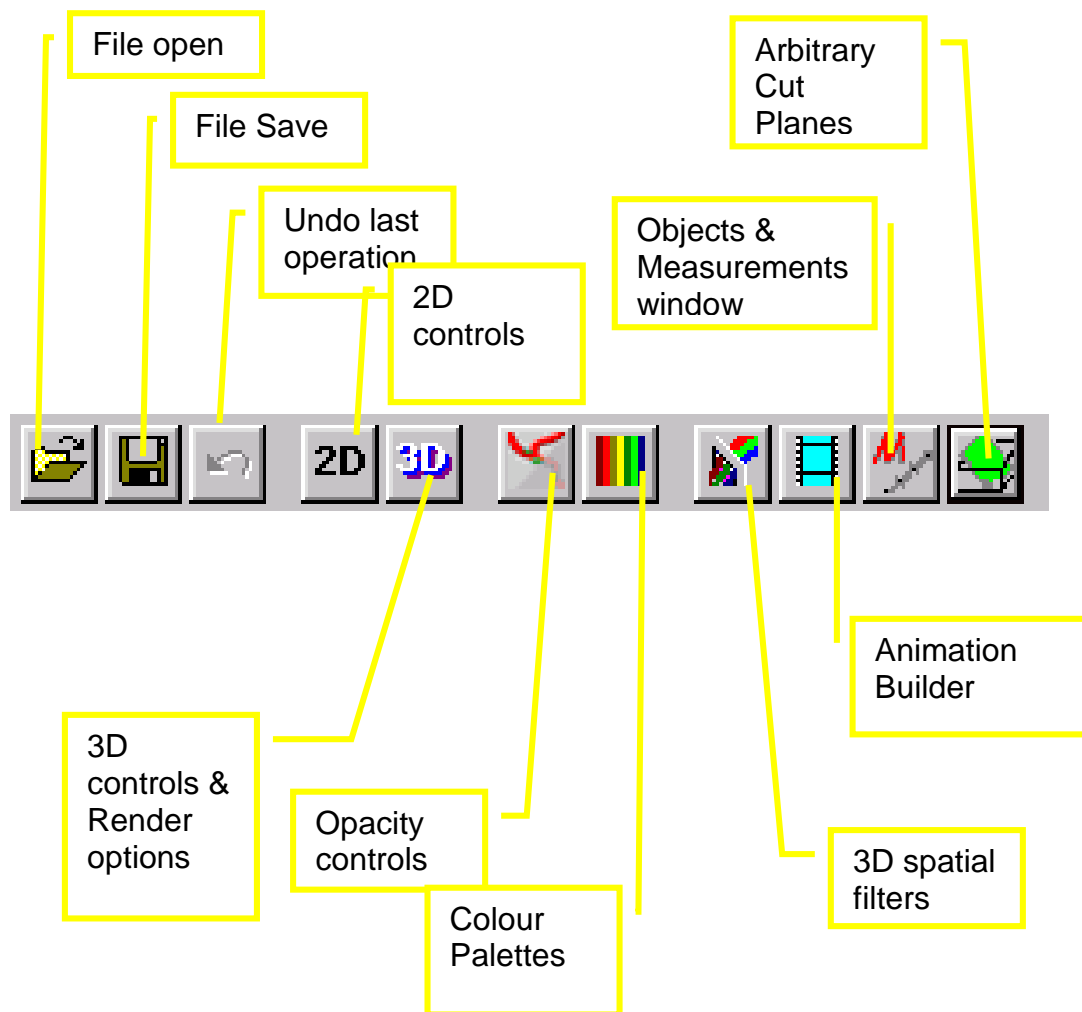 File open
File Save
Undo last
operation
2D
controls
Arbitrary
Cut
Planes
Objects &
Measurements
window
2D
3D
M
Animation
Builder
3D
controls &
Render
options
Opacity
controls
Colour
Palettes
3D spatial
filters